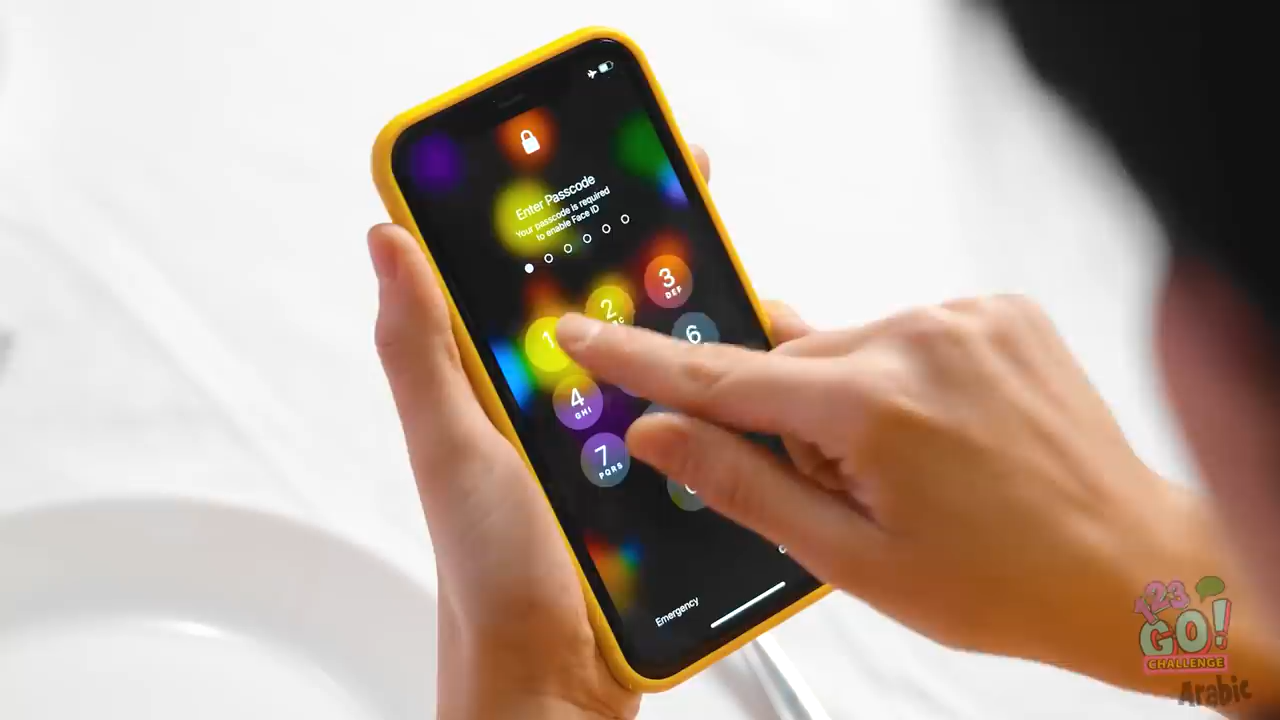 Enter Passcode
Your passcode is required
to enable Face ID
1
2
3
DEF
4
GHI
6
7
PQRS
Emergency
123
GO!
CHALLENGE
Arabic